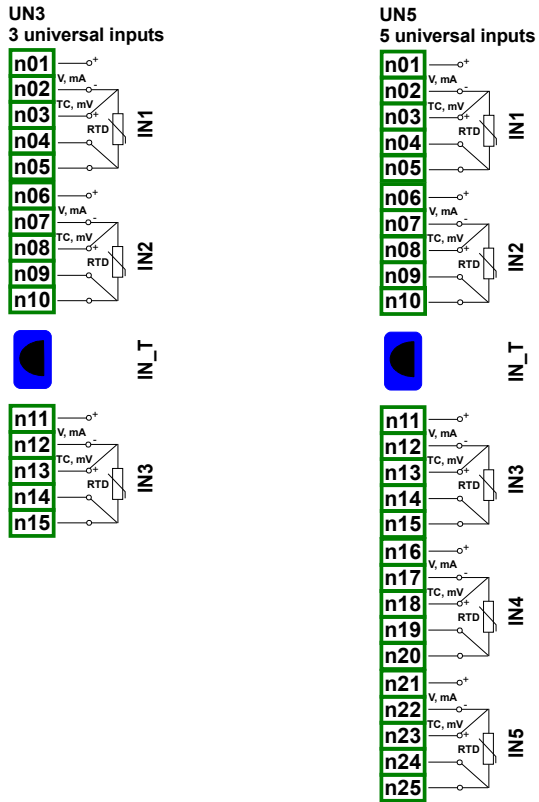 UN3
3 universal inputs
n01
+
V, mA
n02
-
TC, mV
n03
+
RTD
n04
n05
IN1
n06
+
V, mA
n07
-
TC, mV
n08
+
RTD
n09
n10
IN2
IN_T
n11
+
V, mA
n12
-
TC, mV
n13
+
RTD
n14
n15
IN3
UN5
5 universal inputs
n01
+
V, mA
n02
-
TC, mV
n03
+
RTD
n04
n05
IN1
n06
+
V, mA
n07
-
TC, mV
n08
+
RTD
n09
n10
IN2
IN_T
n11
+
V, mA
n12
-
TC, mV
n13
+
RTD
n14
n15
IN3
n16
+
V, mA
n17
-
TC, mV
n18
+
RTD
n19
n20
IN4
n21
+
V, mA
n22
-
TC, mV
n23
+
RTD
n24
n25
IN5